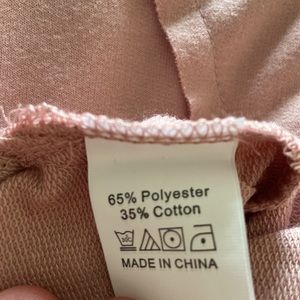 65% Polyester
35% Cotton
MADE IN CHINA